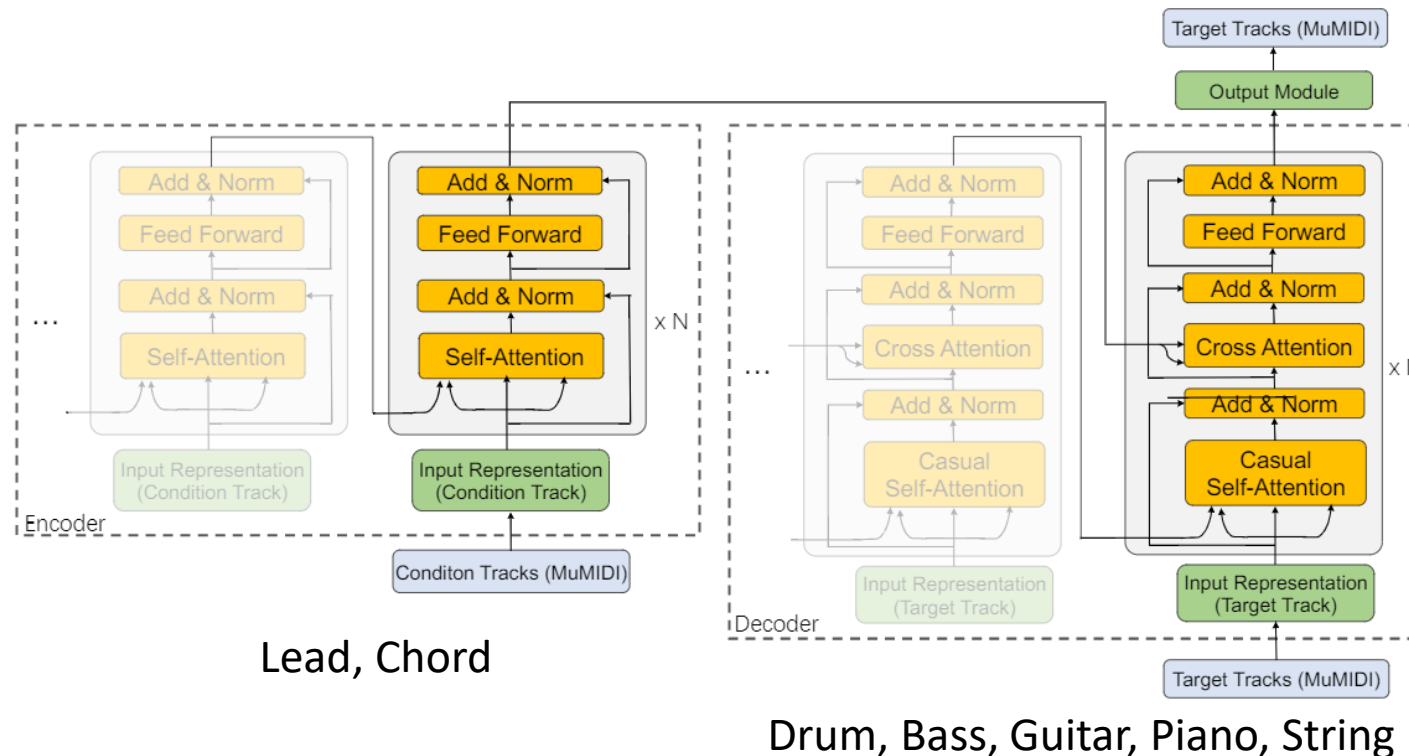 Target Tracks (MuMIDI)
Output Module
Add & Norm
Feed Forward
Add & Norm
Self-Attention
Input Representation
(Condition Track)
...
Add & Norm
Feed Forward
Add & Norm
Self-Attention
x N
Input Representation
(Condition Track)
Encoder
Conditon Tracks (MuMIDI)
Lead, Chord
Add & Norm
Feed Forward
Add & Norm
Cross Attention
...
Add & Norm
Casual
Self-Attention
Input Representation
(Target Track)
Add & Norm
Feed Forward
Add & Norm
Cross Attention
x
Add & Norm
Casual
Self-Attention
Input Representation
(Target Track)
Decoder
Target Tracks (MuMIDI)
Drum, Bass, Guitar, Piano, String